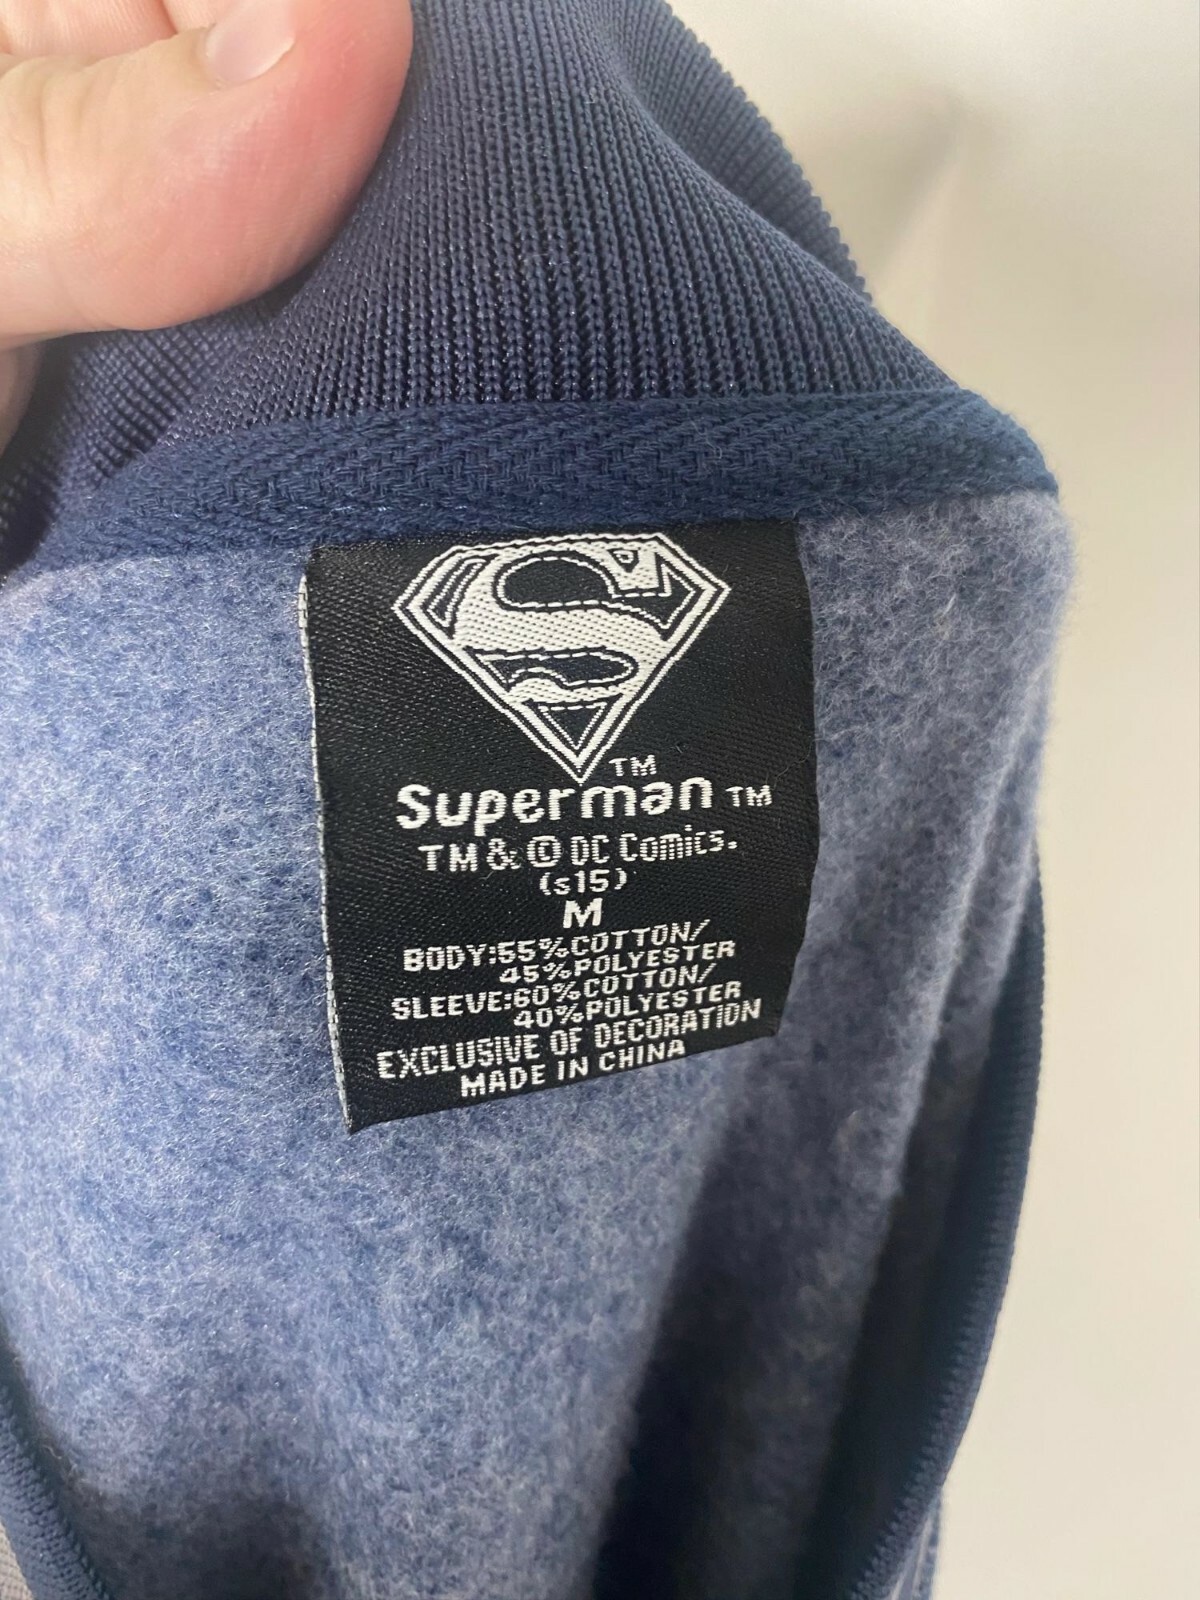 S
TM
Superman TM
TM & © DC Comics.
(s15)
M
BODY:55%COTTON/
45%POLYESTER
SLEEVE:60%COTTON/
40%POLYESTER
EXCLUSIVE OF DECORATION
MADE IN CHINA